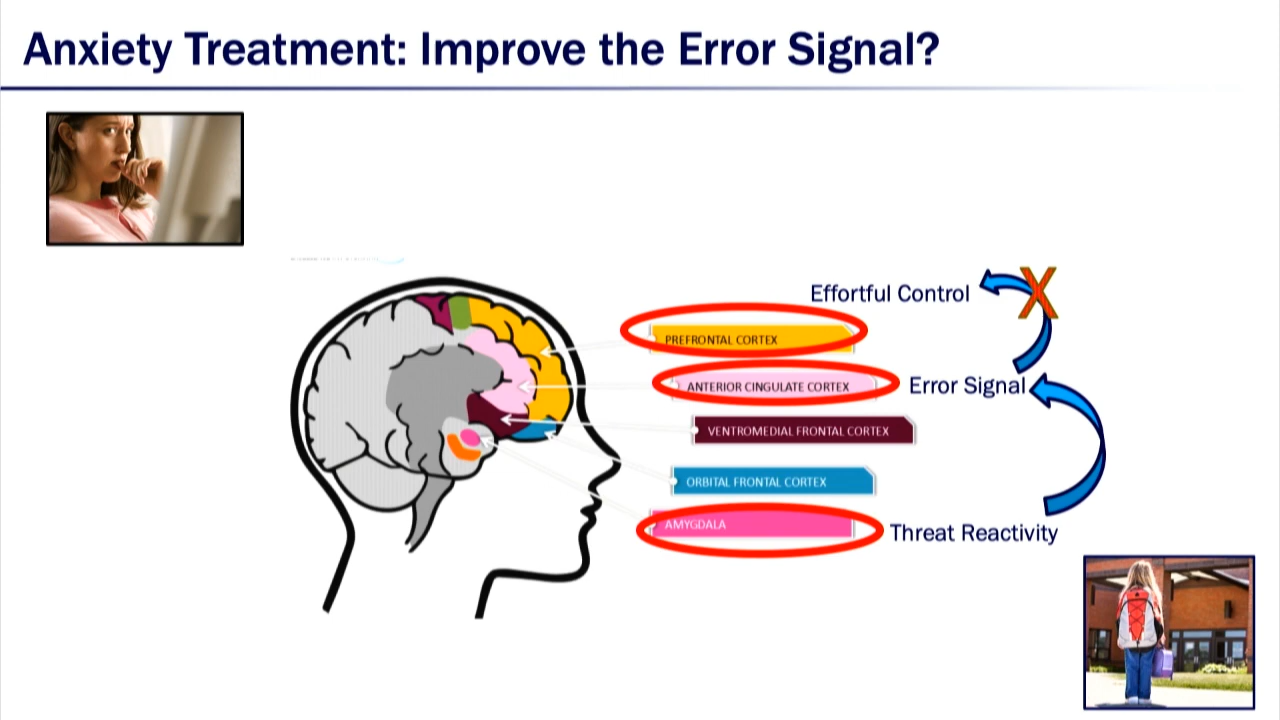 Anxiety Treatment: Improve the Error Signal?
Effortful Control
X
PREFRONTAL CORTEX
ANTERIOR CINGULATE CORTEX
Error Signal
VENTROMEDIAL FRONTAL CORTEX
ORBITAL FRONTAL CORTEX
AMYGDALA
Threat Reactivity